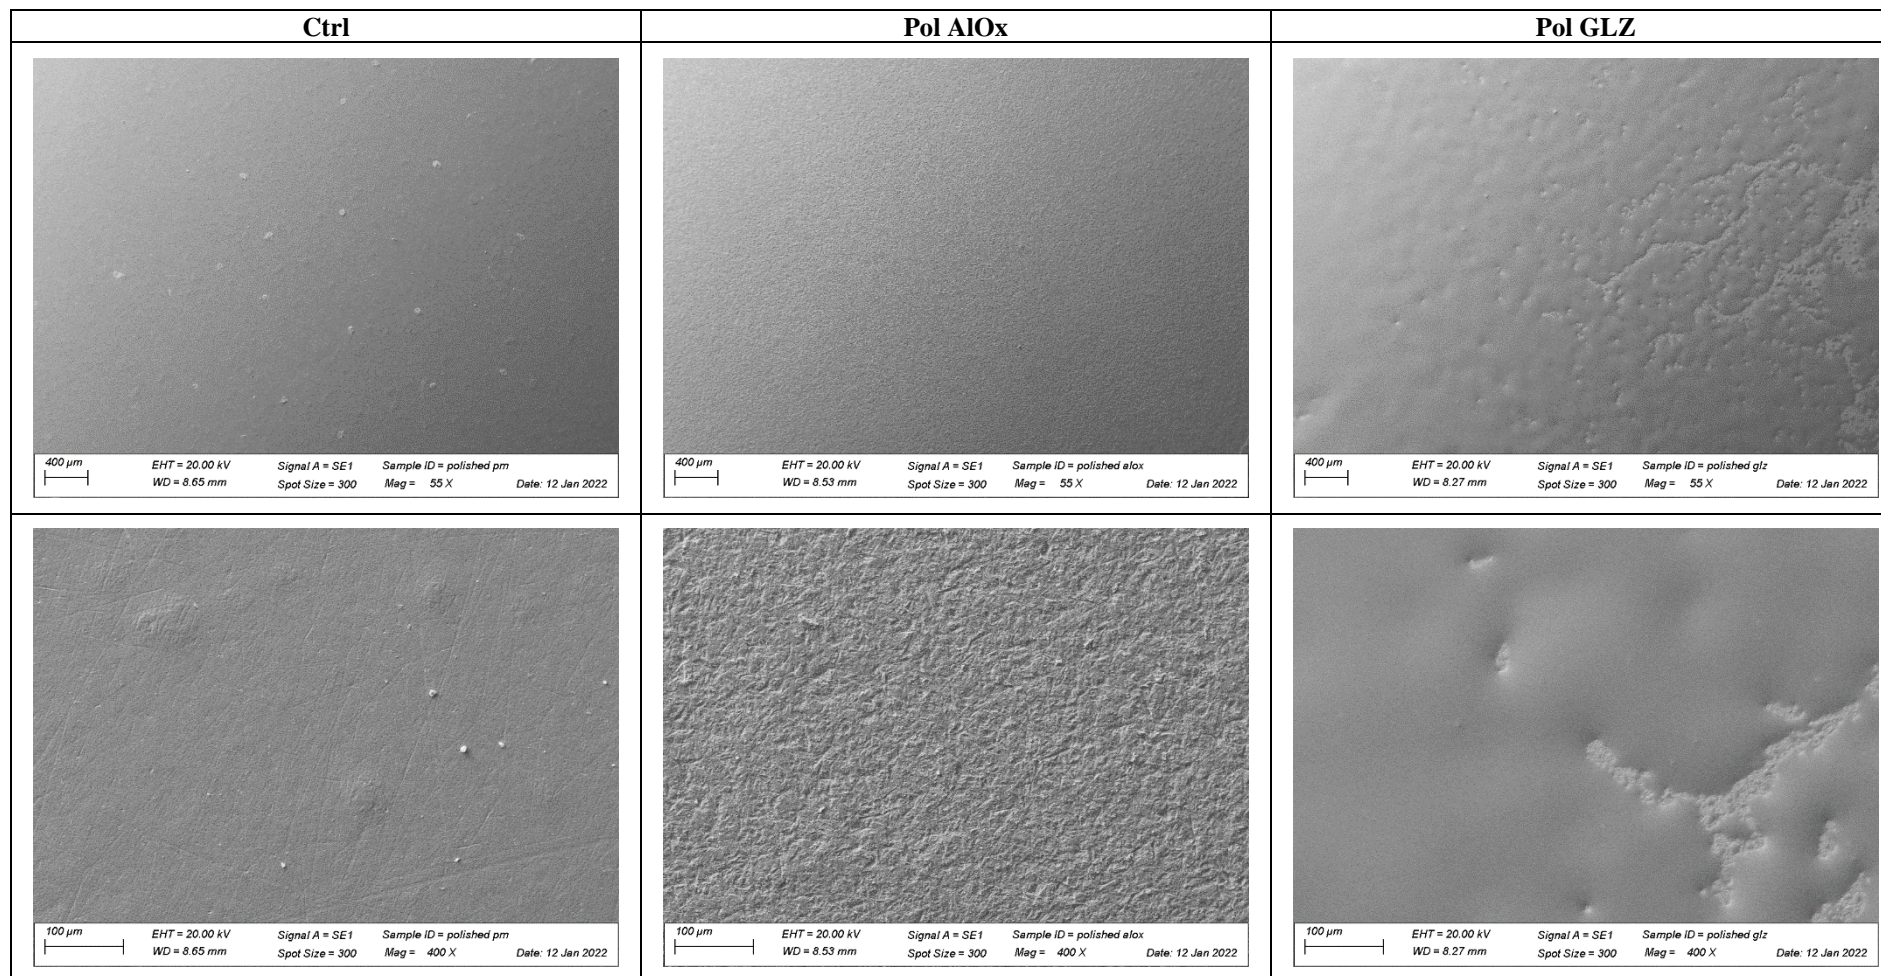 Ctrl
Pol AlOx
Pol GLZ
400 µm
EHT = 20.00 kV
Signal A = SE1
Sample ID = polished pm
WD = 8.65 mm
Spot Size = 300
Mag = 55 X
Date: 12 Jan 2022
400 µm
EHT = 20.00 kV
Signal A = SE1
Sample ID = polished alox
WD = 8.53 mm
Spot Size = 300
Mag = 55 X
Date: 12 Jan 2022
400 µm
EHT = 20.00 kV
Signal A = SE1
Sample ID = polished glz
WD = 8.27 mm
Spot Size = 300
Mag = 55 X
Date: 12 Jan 2022
100 µm
EHT = 20.00 kV
Signal A = SE1
Sample ID = polished pm
WD = 8.65 mm
Spot Size = 300
Mag = 400 X
Date: 12 Jan 2022
100 µm
EHT = 20.00 kV
Signal A = SE1
Sample ID = polished alox
WD = 8.53 mm
Spot Size = 300
Mag = 400 X
Date: 12 Jan 2022
100 µm
EHT = 20.00 kV
Signal A = SE1
Sample ID = polished glz
WD = 8.27 mm
Spot Size = 300
Mag = 400 X
Date: 12 Jan 2022